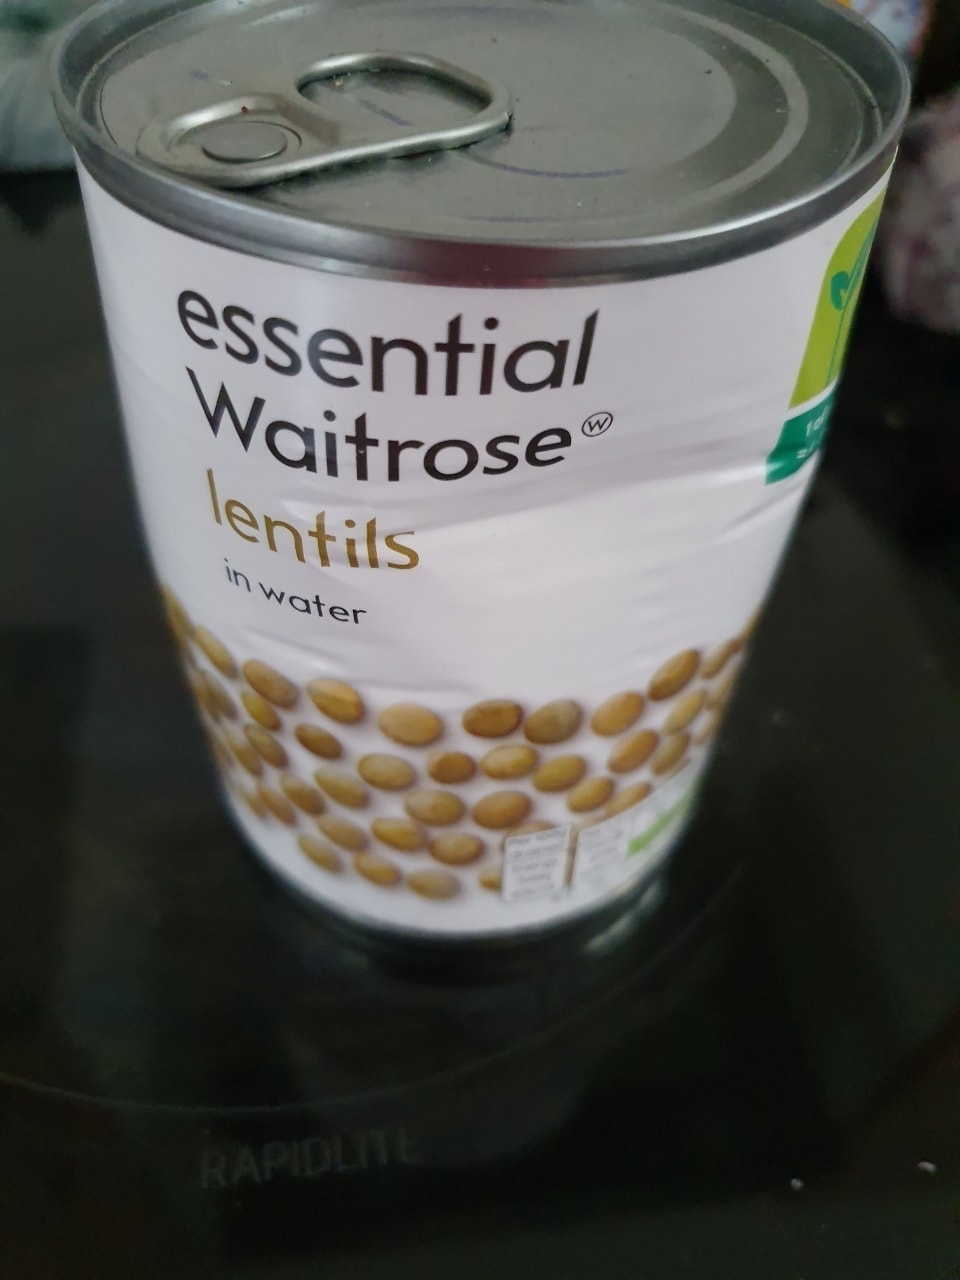 essential
Waitrose W
lentils
in water
RAPIDLITE